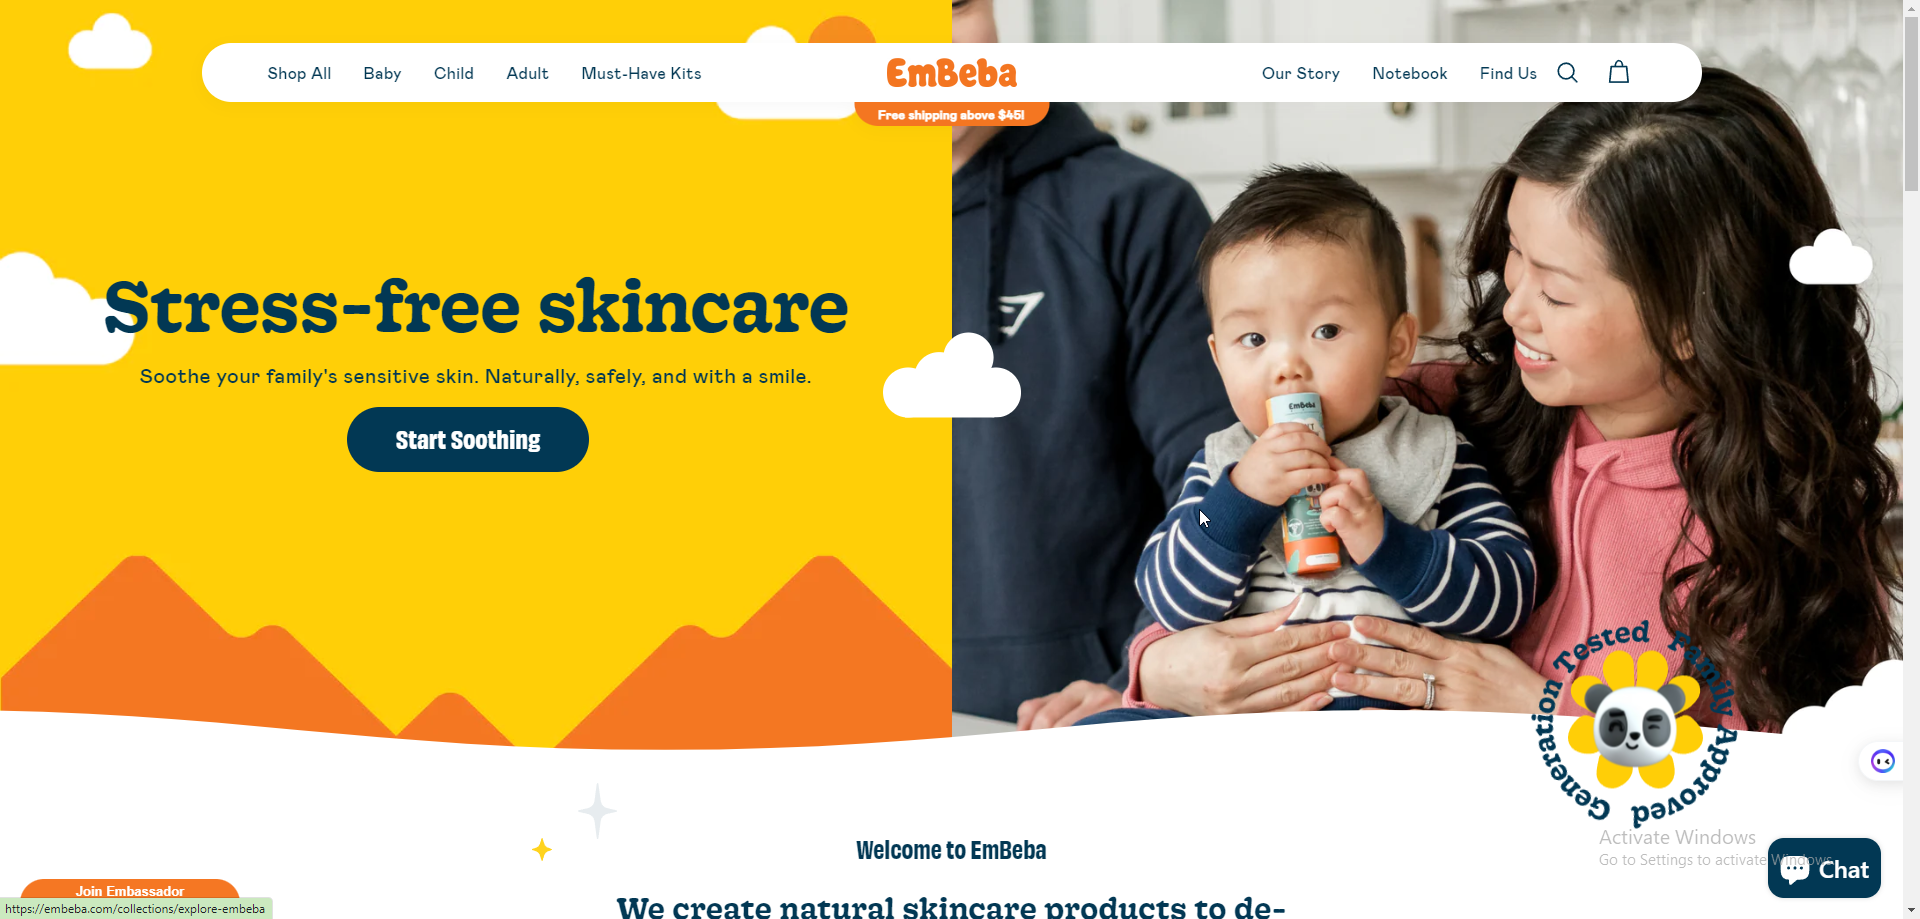 Shop All Baby Child Adult Must-Have Kits EmBeba Our Story Notebook Find Us
Free shipping above $45!
Stress-free skincare
Soothe your family's sensitive skin. Naturally, safely, and with a smile.
Start Soothing
EmBeba
Generation Tested Family Approved
Welcome to EmBeba
We create natural skincare products to de-
Activate Windows
Go to Settings to activate Windows.
Chat
Join Embassador
https://embeba.com/collections/explore-embeba